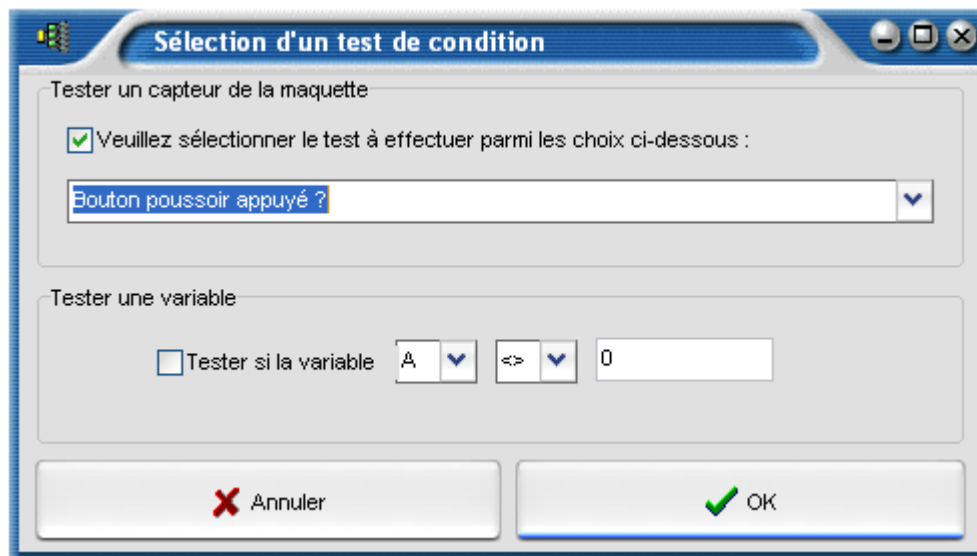 Sélection d'un test de condition
Tester un capteur de la maquette
Veuillez sélectionner le test à effectuer parmi les choix ci-dessous :
Bouton poussoir appuyé ?
Tester une variable
Tester si la variable A <> 0
Annuler OK